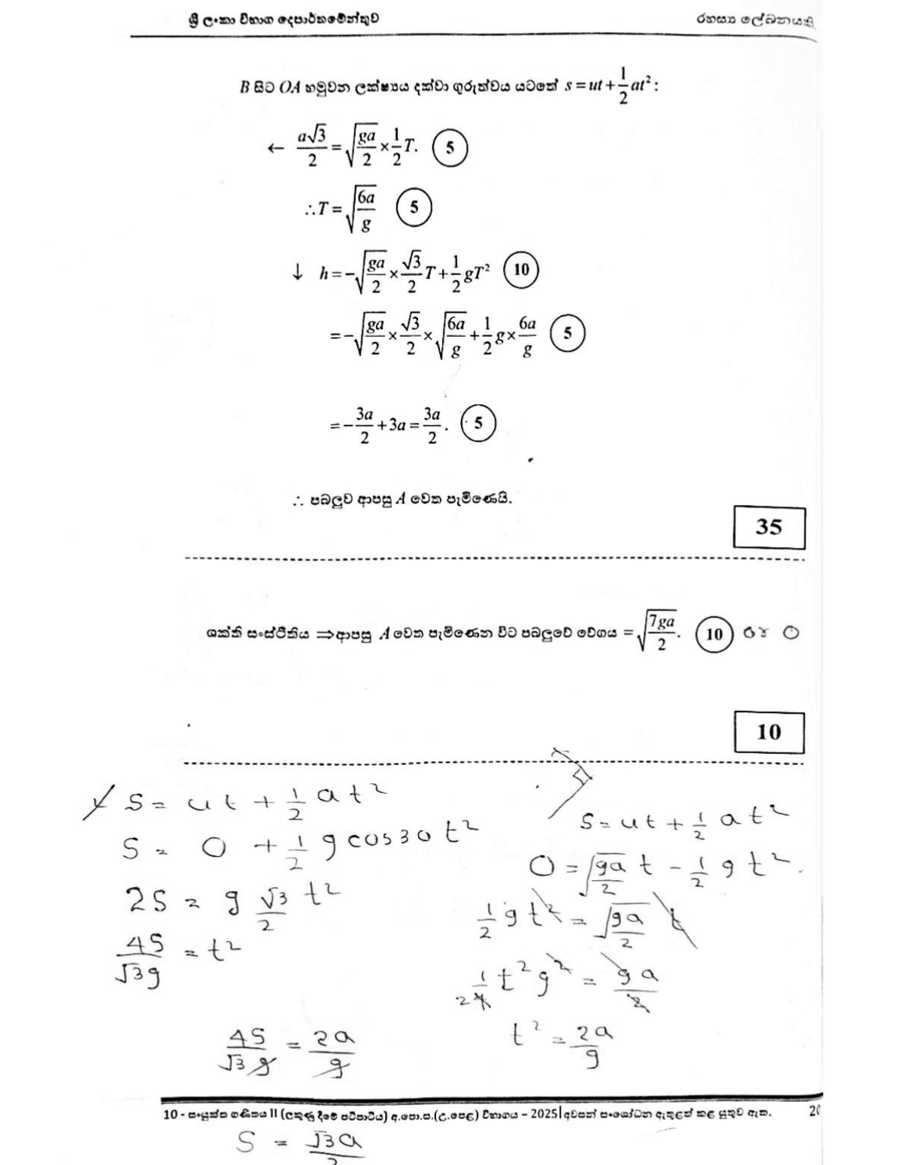 ශ්‍රී ලංකා විභාග දෙපාර්තමේන්තුව රහස්‍ය ලේඛනයකි
B සිට OA හමුවන ලක්ෂ්‍යය දක්වා ගුරුත්වය යටතේ s = ut + 1/2 at² :
← a√3/2 = √(ga/2) × 1/2 T. 5
∴ T = √(6a/g) 5
↓ h = −√(ga/2) × √3/2 T + 1/2 gT² 10
= −√(ga/2) × √3/2 × √(6a/g) + 1/2 g × 6a/g 5
= −3a/2 + 3a = 3a/2 . 5
∴ පබලුව ආපසු A වෙත පැමිණෙයි.
35
ශක්ති සංස්ථිතිය ⇒ ආපසු A වෙත පැමිණෙන විට පබලුවේ වේගය = √(7ga/2). 10
10
S = ut + 1/2 at²
S = 0 + 1/2 g cos30 t²
2S = g √3/2 t²
4S/√3g = t²
4S/√3g = 2a/g
S = ut + 1/2 at²
0 = √(ga/2) t − 1/2 gt².
1/2 gt² = √(ga/2) t
1/4 t² g² = ga/2
2
t² = 2a/g
10 - සංයුක්ත ගණිතය II (ලකුණු දීමේ පටිපාටිය) අ.පො.ස.(උ.පෙළ) විභාගය – 2025 | අවසන් සංශෝධන ඇතුළත් කළ යුතුව ඇත.
S = √3a/2